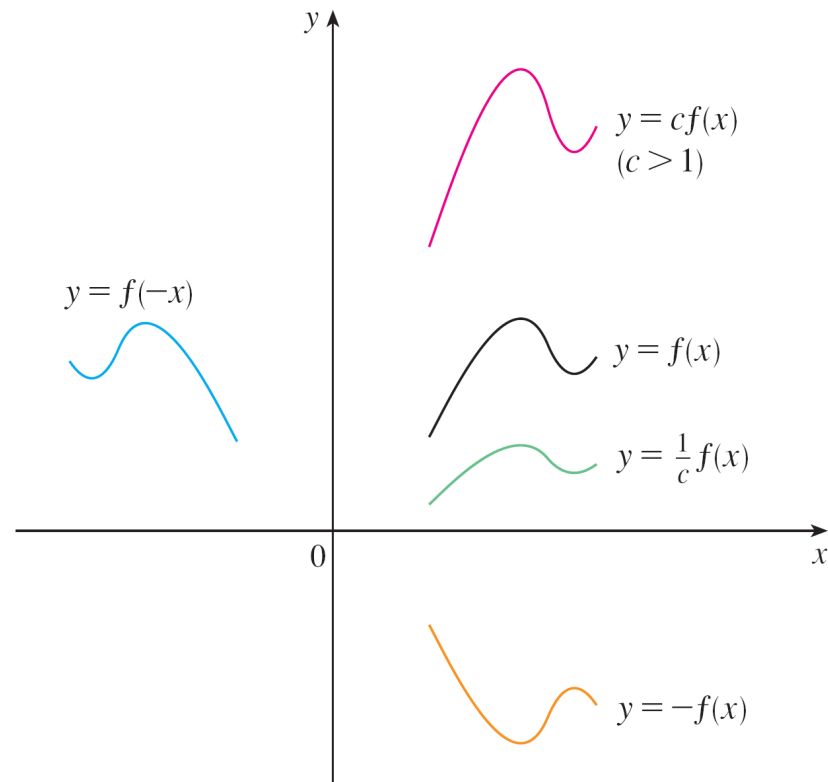 y
y = cf(x)
(c > 1)
y = f(−x)
y = f(x)
y = 1/c f(x)
0
x
y = −f(x)